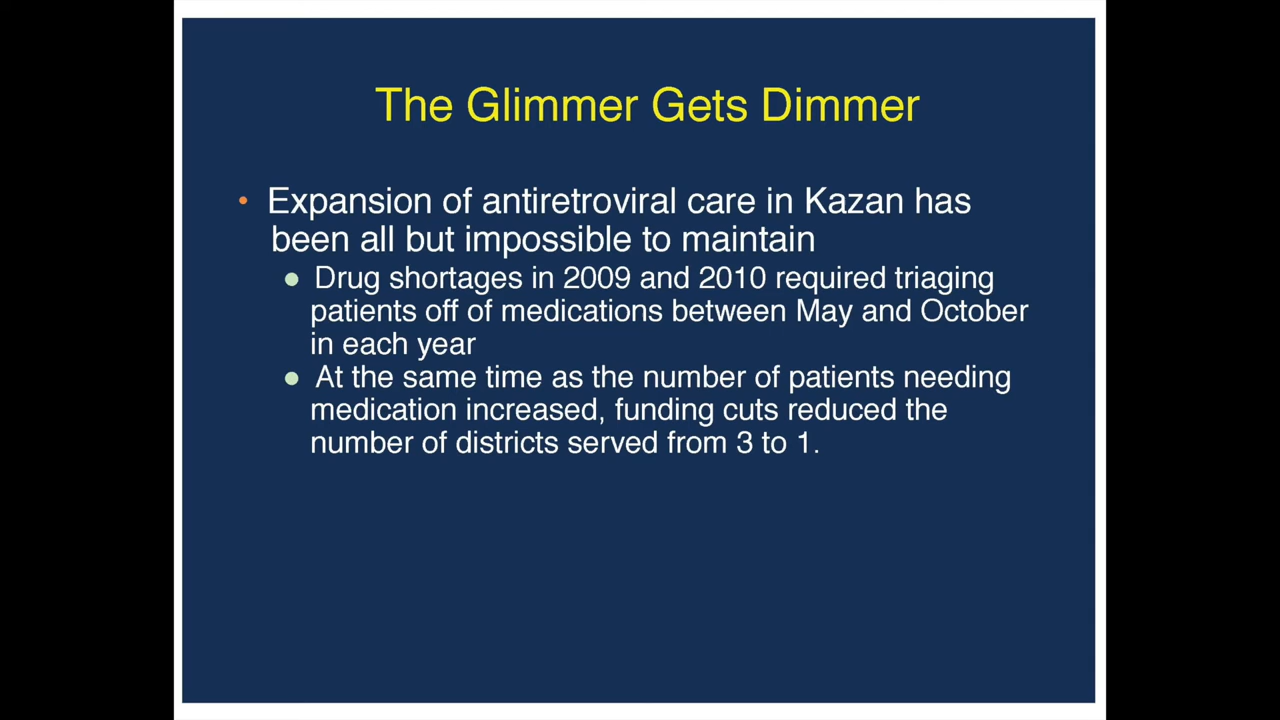 The Glimmer Gets Dimmer
• Expansion of antiretroviral care in Kazan has
been all but impossible to maintain
● Drug shortages in 2009 and 2010 required triaging
patients off of medications between May and October
in each year
● At the same time as the number of patients needing
medication increased, funding cuts reduced the
number of districts served from 3 to 1.